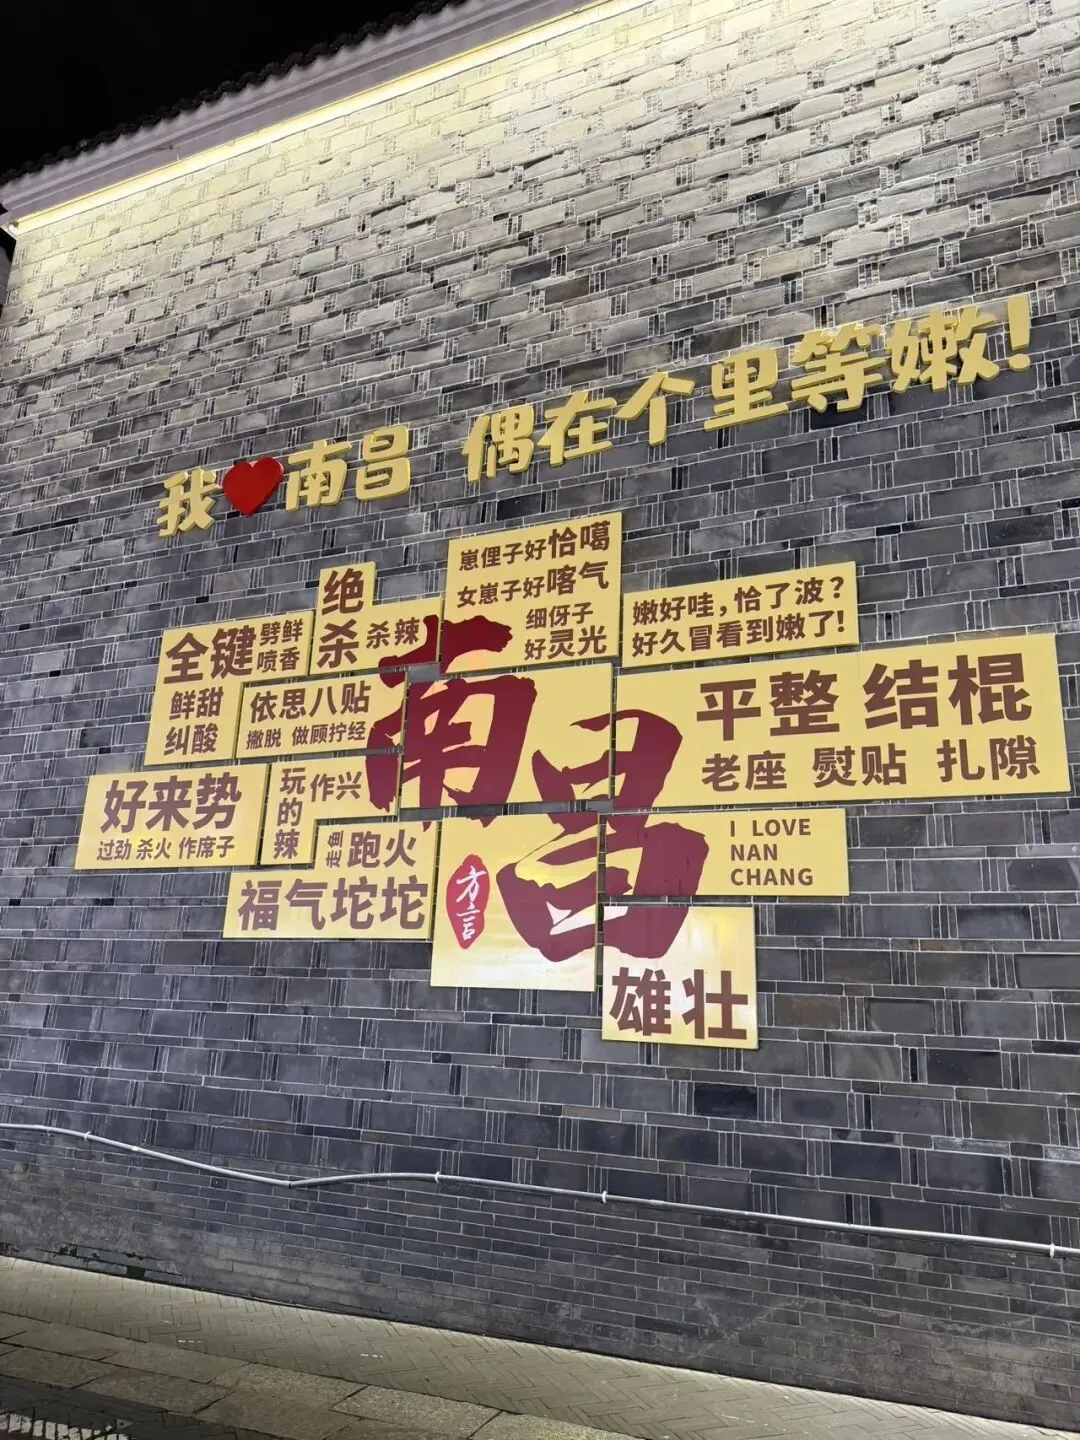 我❤南昌 偶在个里等嫩！
崽俚子好恰噶
女崽子好喀气
细伢子
好灵光
嫩好哇，恰了波？
好久冒看到嫩了！
绝杀
杀辣
全键
劈鲜
喷香
鲜甜
纠酸
依思八贴
撇脱 做顾拧经
南昌
平整 结棍
老座 熨贴 扎隙
好来势
过劲 杀火 作席子
玩的辣
作兴
跑火
福气坨坨
方言
I LOVE
NAN
CHANG
雄壮